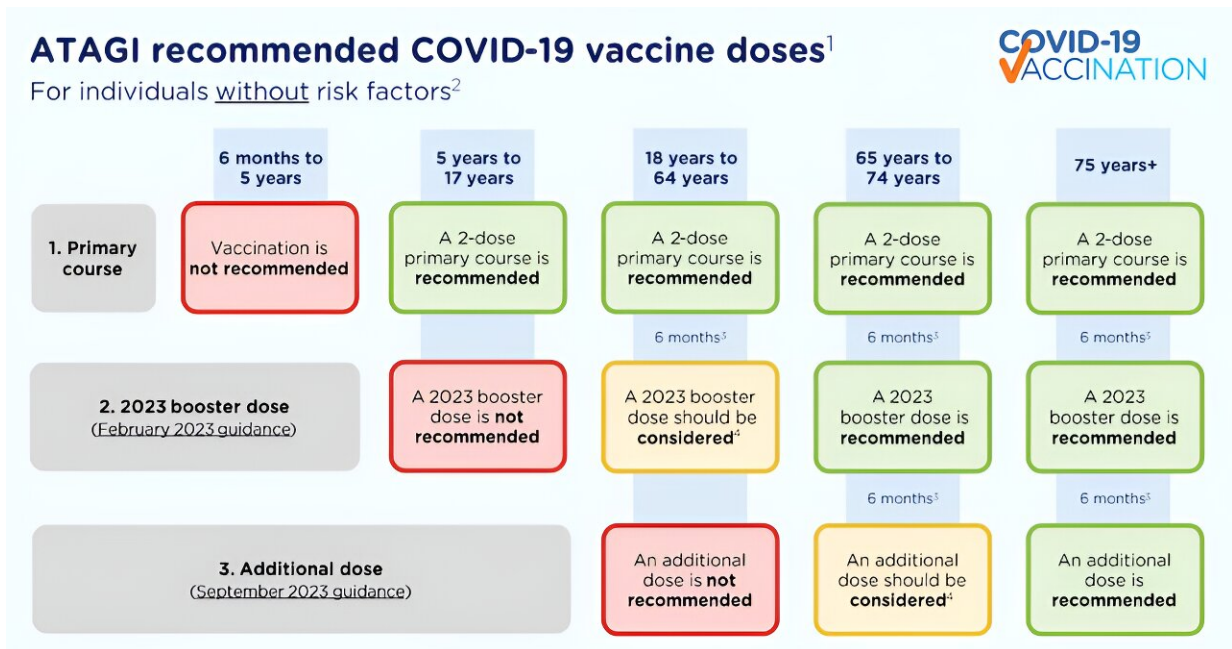 ATAGI recommended COVID-19 vaccine doses¹
For individuals without risk factors²
COVID-19
VACCINATION
6 months to
5 years
5 years to
17 years
18 years to
64 years
65 years to
74 years
75 years+
1. Primary
course
Vaccination is
not recommended
A 2-dose
primary course is
recommended
A 2-dose
primary course is
recommended
A 2-dose
primary course is
recommended
A 2-dose
primary course is
recommended
6 months³
6 months³
6 months³
2. 2023 booster dose
(February 2023 guidance)
A 2023 booster
dose is not
recommended
A 2023 booster
dose should be
considered⁴
A 2023
booster dose is
recommended
A 2023
booster dose is
recommended
6 months³
6 months³
3. Additional dose
(September 2023 guidance)
An additional
dose is not
recommended
An additional
dose should be
considered⁴
An additional
dose is
recommended